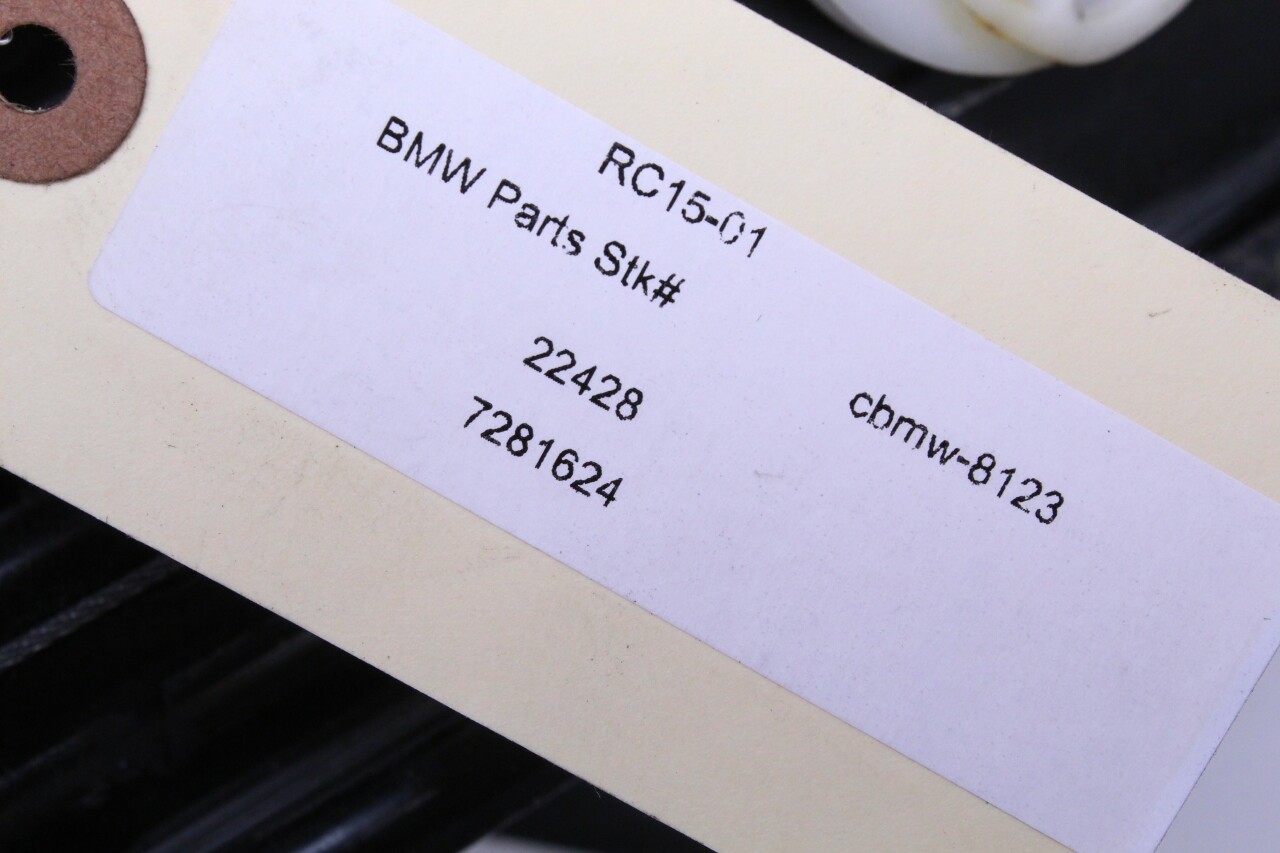 RC15-01
BMW Parts Stk#
22428
cbmw-8123
7281624